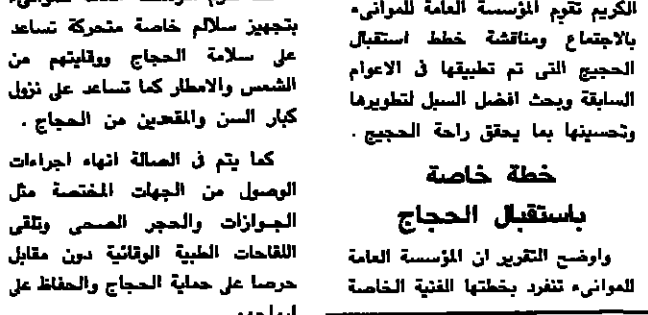 الكريم تقوم المؤسسة العامة للموانىء
بالاجتماع ومناقشة خطط استقبال
الحجيج التى تم تطبيقها فى الاعوام
السابقة وبحث افضل السبل لتطويرها
وتحسينها بما يحقق راحة الحجيج .
خطة خاصة
باستقبال الحجاج
واوضح التقرير ان المؤسسة العامة
للموانىء تنفرد بخطتها الفنية الخاصة
بتجهيز سلالم خاصة متحركة تساعد
على سلامة الحجاج ووقايتهم من
الشمس والامطار كما تساعد على نزول
كبار السن والمقعدين من الحجاج .
كما يتم فى الصالة انهاء اجراءات
الوصول من الجهات المختصة مثل
الجوازات والحجر الصحى وتلقى
اللقاحات الطبية الوقائية دون مقابل
حرصا على حماية الحجاج والحفاظ على